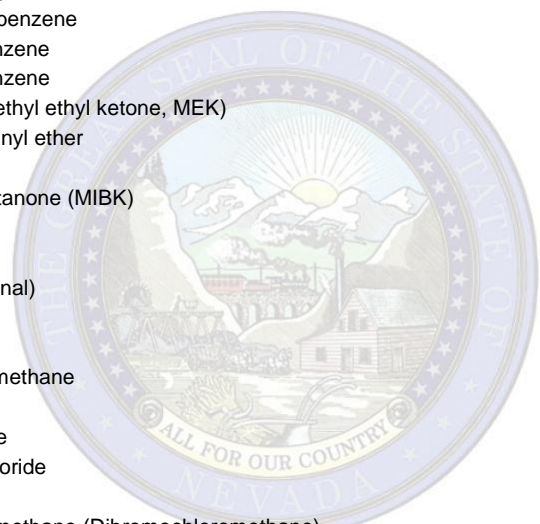 benzene
nzene
nzene
ethyl ethyl ketone, MEK)
nyl ether
tanone (MIBK)
nal)
methane
e
oride
methane (Dibromochloromethane)
THE GREAT SEAL OF THE STATE OF
NEVADA
ALL FOR OUR COUNTRY